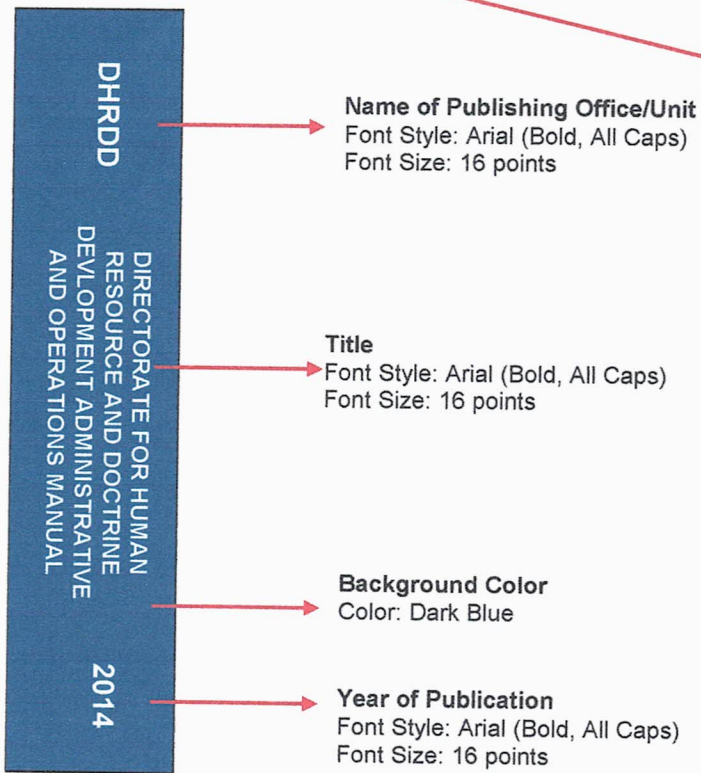 DHRDD
DIRECTORATE FOR HUMAN
RESOURCE AND DOCTRINE
DEVLOPMENT ADMINISTRATIVE
AND OPERATIONS MANUAL
2014
Name of Publishing Office/Unit
Font Style: Arial (Bold, All Caps)
Font Size: 16 points
Title
Font Style: Arial (Bold, All Caps)
Font Size: 16 points
Background Color
Color: Dark Blue
Year of Publication
Font Style: Arial (Bold, All Caps)
Font Size: 16 points